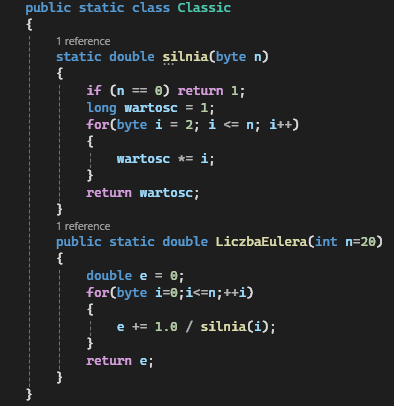 public static class Classic
{
1 reference
static double silnia(byte n)
{
if (n == 0) return 1;
long wartosc = 1;
for(byte i = 2; i <= n; i++)
{
wartosc *= i;
}
return wartosc;
}
1 reference
public static double LiczbaEulera(int n=20)
{
double e = 0;
for(byte i=0;i<=n;++i)
{
e += 1.0 / silnia(i);
}
return e;
}
}